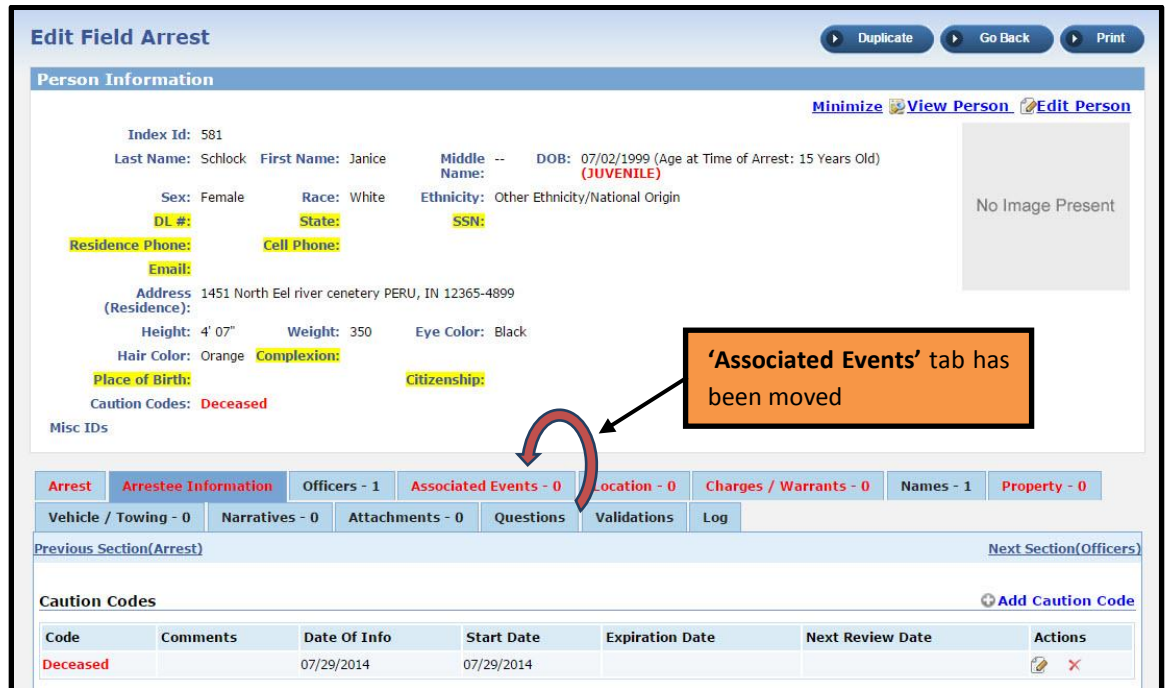 Edit Field Arrest Duplicate Go Back Print
Person Information
Minimize View Person Edit Person
Index Id: 581
Last Name: Schlock First Name: Janice Middle Name: -- DOB: 07/02/1999 (Age at Time of Arrest: 15 Years Old)
(JUVENILE)
Sex: Female Race: White Ethnicity: Other Ethnicity/National Origin
No Image Present
DL #: State: SSN:
Residence Phone: Cell Phone:
Email:
Address (Residence): 1451 North Eel river cenetery PERU, IN 12365-4899
Height: 4' 07" Weight: 350 Eye Color: Black
Hair Color: Orange Complexion:
Place of Birth: Citizenship:
Caution Codes: Deceased
Misc IDs
‘Associated Events’ tab has
been moved
Arrest Arrestee Information Officers - 1 Associated Events - 0 Location - 0 Charges / Warrants - 0 Names - 1 Property - 0
Vehicle / Towing - 0 Narratives - 0 Attachments - 0 Questions Validations Log
Previous Section(Arrest) Next Section(Officers)
Caution Codes Add Caution Code
Code Comments Date Of Info Start Date Expiration Date Next Review Date Actions
Deceased 07/29/2014 07/29/2014